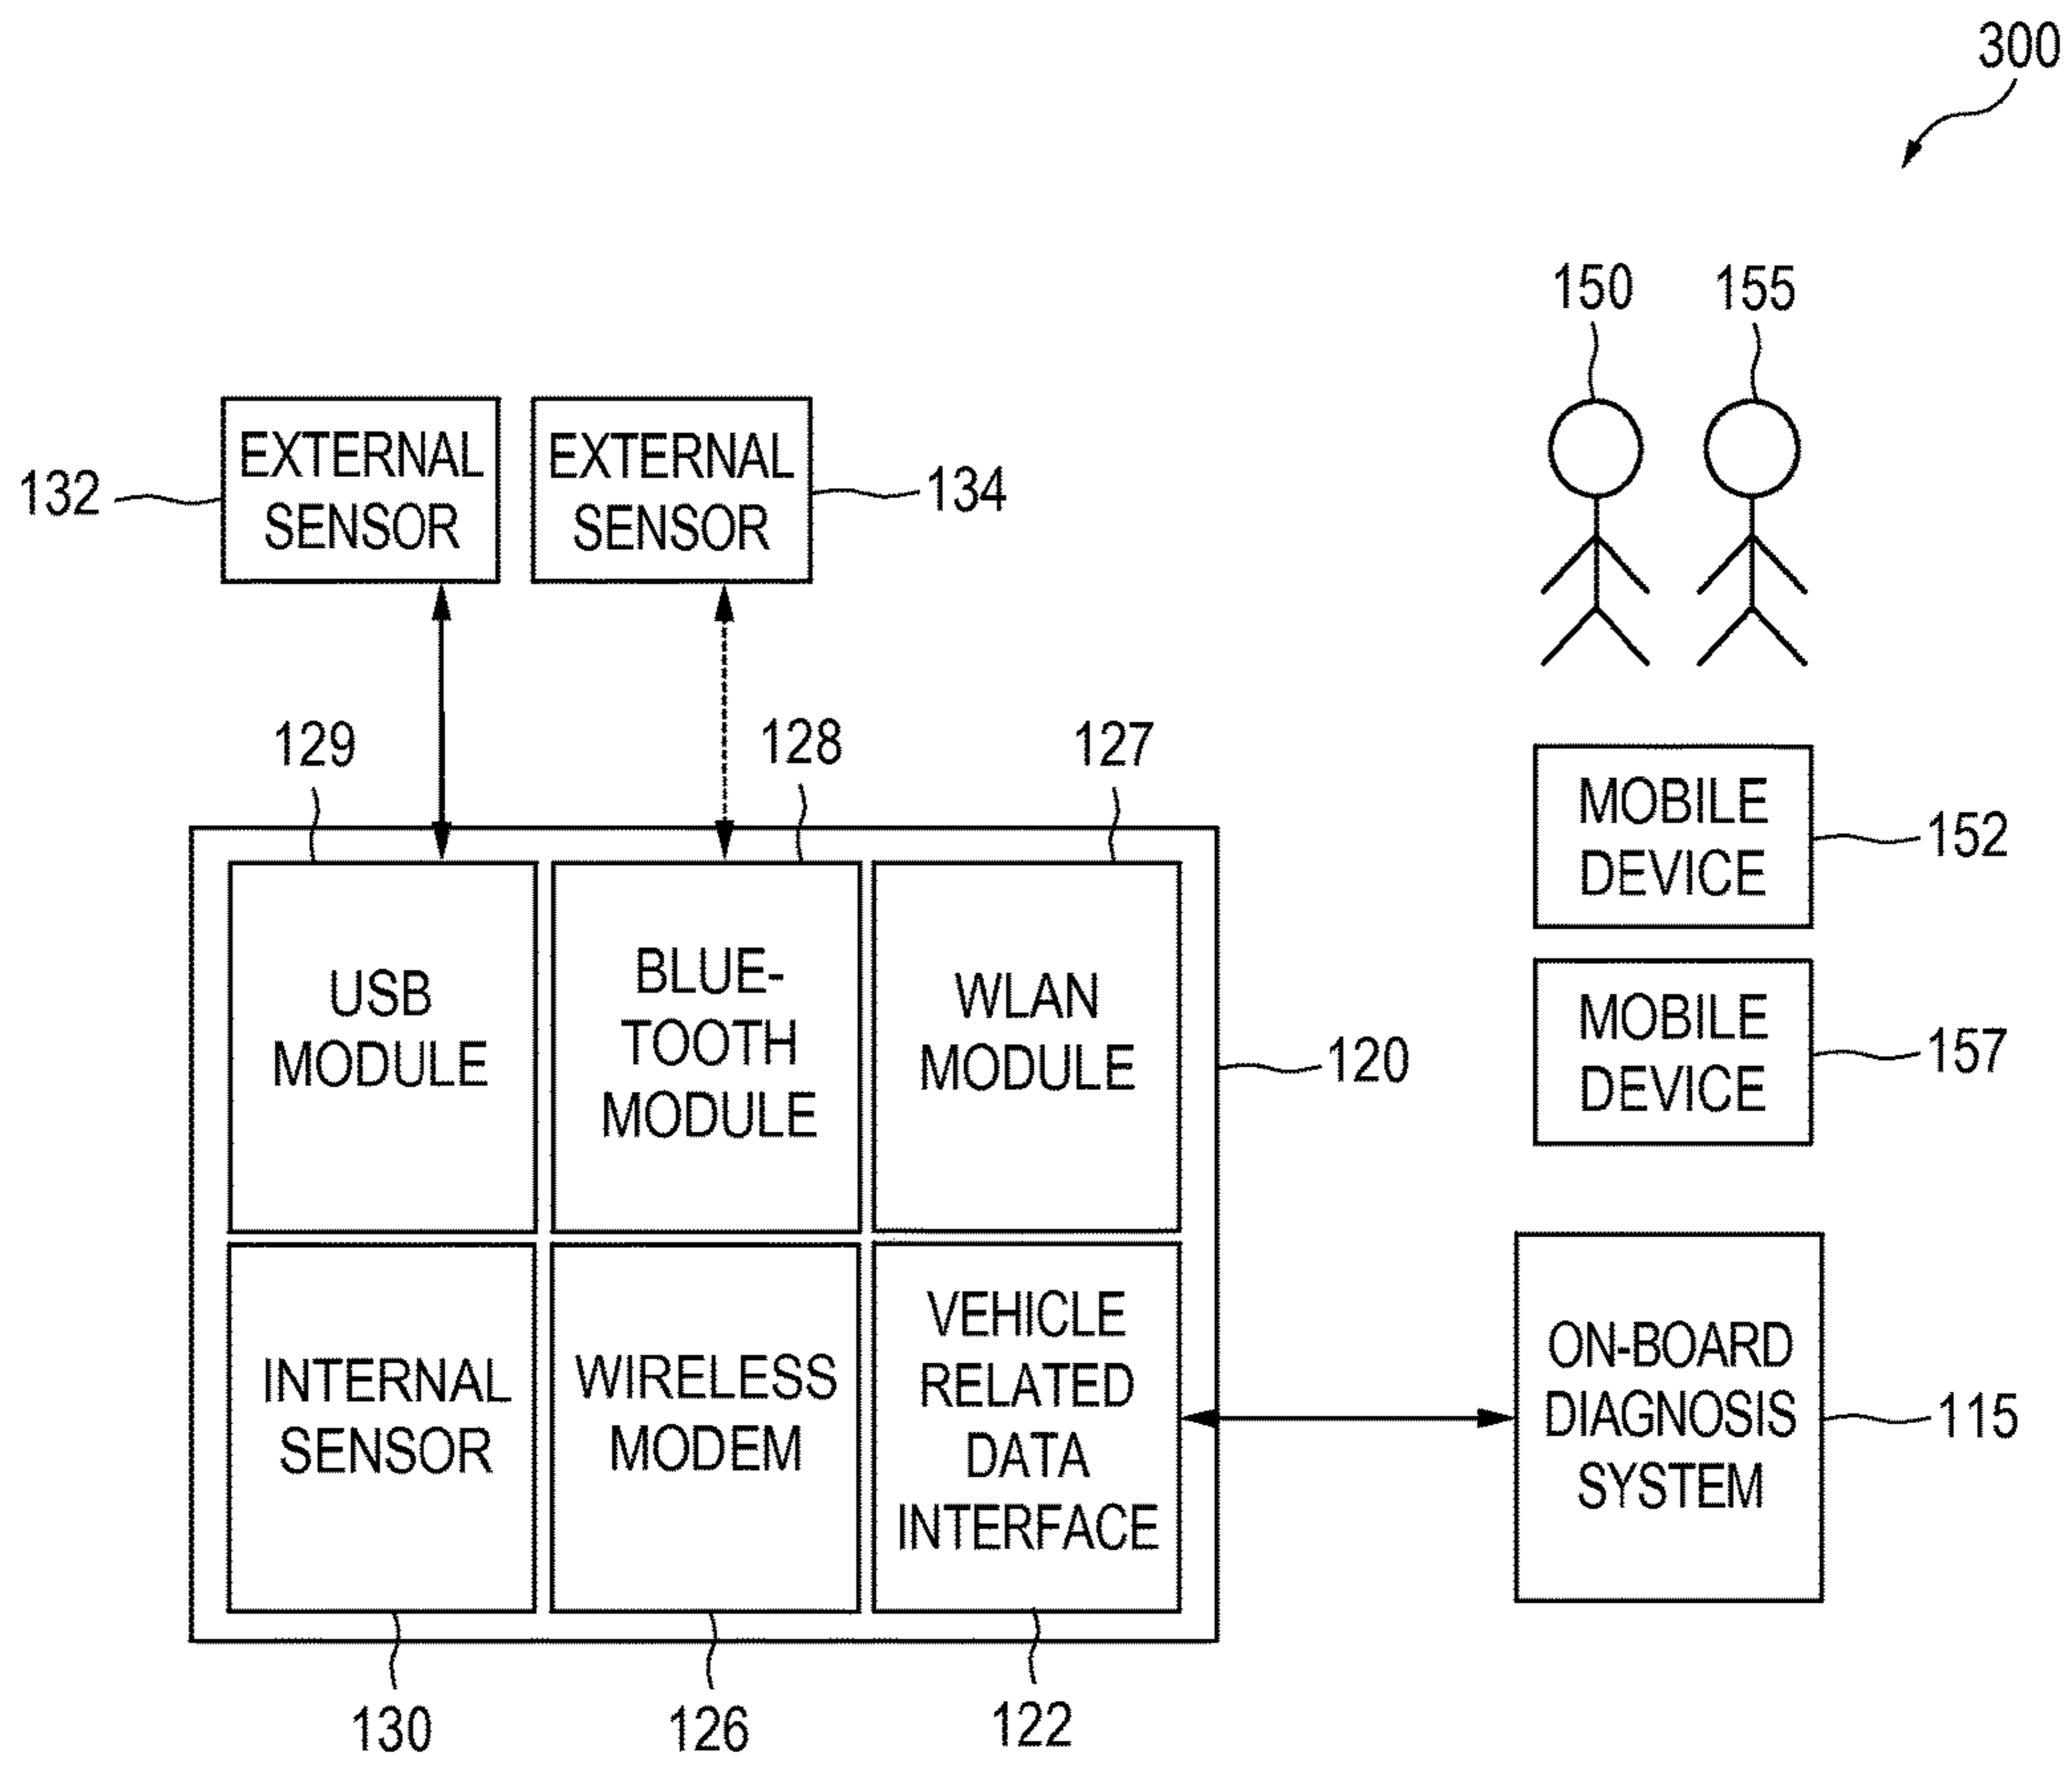 300
150
155
EXTERNAL
SENSOR
132
EXTERNAL
SENSOR
134
129
128
127
MOBILE
DEVICE
152
USB
MODULE
BLUE-
TOOTH
MODULE
WLAN
MODULE
120
MOBILE
DEVICE
157
INTERNAL
SENSOR
WIRELESS
MODEM
VEHICLE
RELATED
DATA
INTERFACE
ON-BOARD
DIAGNOSIS
SYSTEM
115
130
126
122